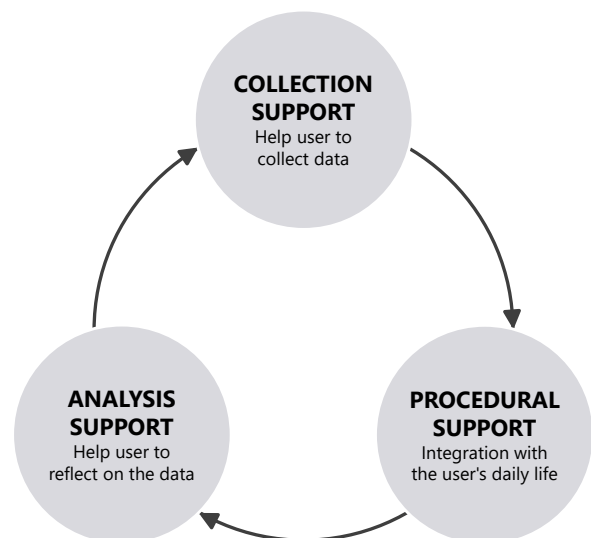 COLLECTION
SUPPORT
Help user to
collect data
ANALYSIS
SUPPORT
Help user to
reflect on the data
PROCEDURAL
SUPPORT
Integration with
the user's daily life